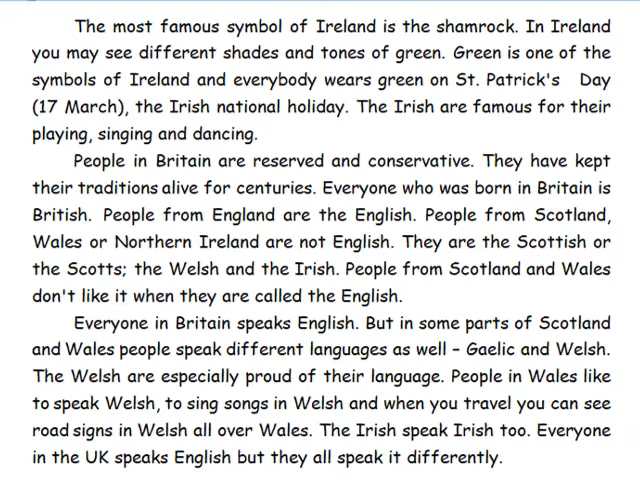 The most famous symbol of Ireland is the shamrock. In Ireland
you may see different shades and tones of green. Green is one of the
symbols of Ireland and everybody wears green on St. Patrick's Day
(17 March), the Irish national holiday. The Irish are famous for their
playing, singing and dancing.
People in Britain are reserved and conservative. They have kept
their traditions alive for centuries. Everyone who was born in Britain is
British. People from England are the English. People from Scotland,
Wales or Northern Ireland are not English. They are the Scottish or
the Scotts; the Welsh and the Irish. People from Scotland and Wales
don't like it when they are called the English.
Everyone in Britain speaks English. But in some parts of Scotland
and Wales people speak different languages as well – Gaelic and Welsh.
The Welsh are especially proud of their language. People in Wales like
to speak Welsh, to sing songs in Welsh and when you travel you can see
road signs in Welsh all over Wales. The Irish speak Irish too. Everyone
in the UK speaks English but they all speak it differently.